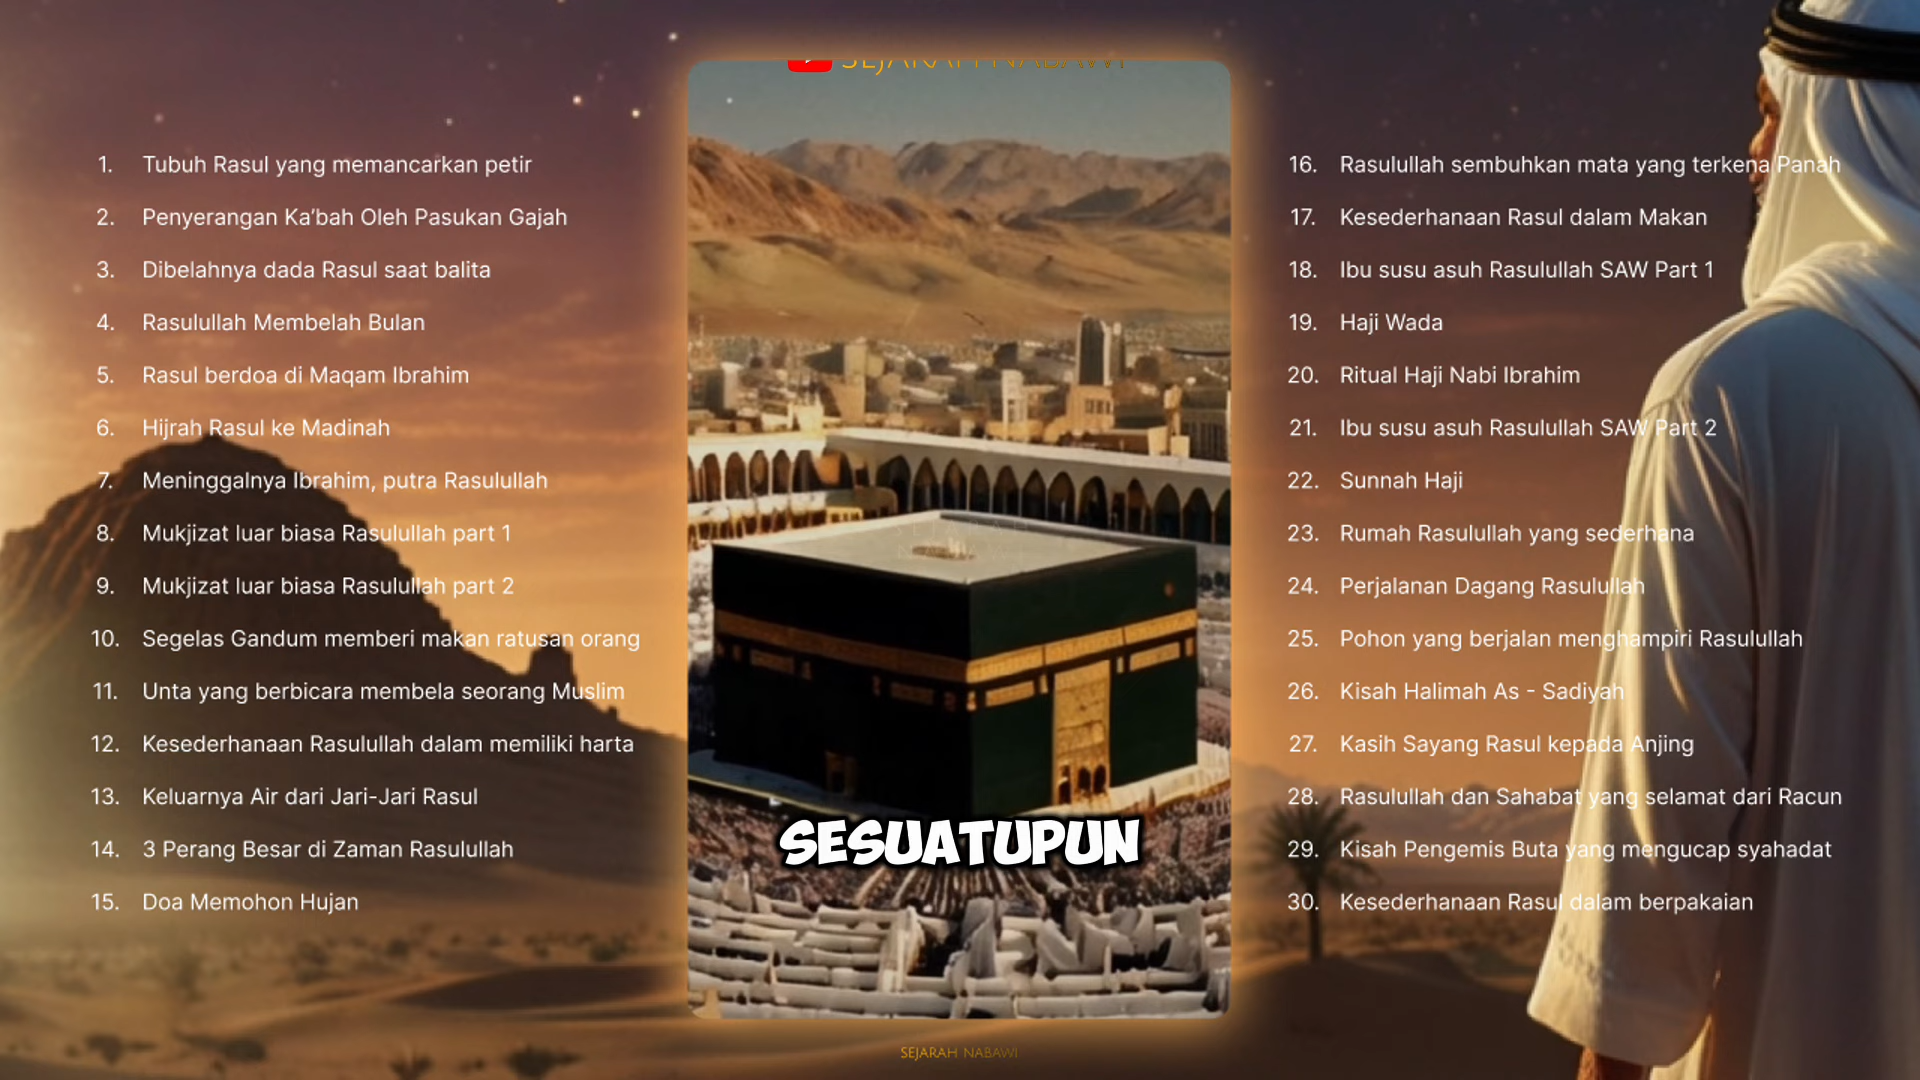 SEJARAH NABAWI
1. Tubuh Rasul yang memancarkan petir
2. Penyerangan Ka’bah Oleh Pasukan Gajah
3. Dibelahnya dada Rasul saat balita
4. Rasulullah Membelah Bulan
5. Rasul berdoa di Maqam Ibrahim
6. Hijrah Rasul ke Madinah
7. Meninggalnya Ibrahim, putra Rasulullah
8. Mukjizat luar biasa Rasulullah part 1
9. Mukjizat luar biasa Rasulullah part 2
10. Segelas Gandum memberi makan ratusan orang
11. Unta yang berbicara membela seorang Muslim
12. Kesederhanaan Rasulullah dalam memiliki harta
13. Keluarnya Air dari Jari-Jari Rasul
14. 3 Perang Besar di Zaman Rasulullah
15. Doa Memohon Hujan
SEJARAH
NABAWI
SESUATUPUN
16. Rasulullah sembuhkan mata yang terkena Panah
17. Kesederhanaan Rasul dalam Makan
18. Ibu susu asuh Rasulullah SAW Part 1
19. Haji Wada
20. Ritual Haji Nabi Ibrahim
21. Ibu susu asuh Rasulullah SAW Part 2
22. Sunnah Haji
23. Rumah Rasulullah yang sederhana
24. Perjalanan Dagang Rasulullah
25. Pohon yang berjalan menghampiri Rasulullah
26. Kisah Halimah As - Sadiyah
27. Kasih Sayang Rasul kepada Anjing
28. Rasulullah dan Sahabat yang selamat dari Racun
29. Kisah Pengemis Buta yang mengucap syahadat
30. Kesederhanaan Rasul dalam berpakaian
SEJARAH NABAWI